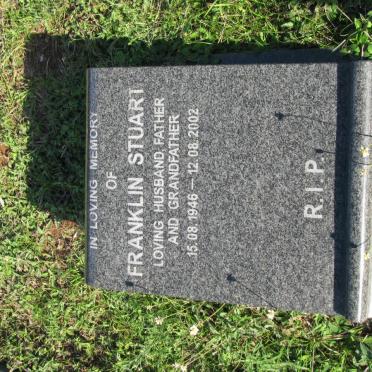 IN LOVING MEMORY
OF
FRANKLIN STUART
LOVING HUSBAND, FATHER
AND GRANDFATHER
15.08.1946 — 12.08.2002
R.I.P.